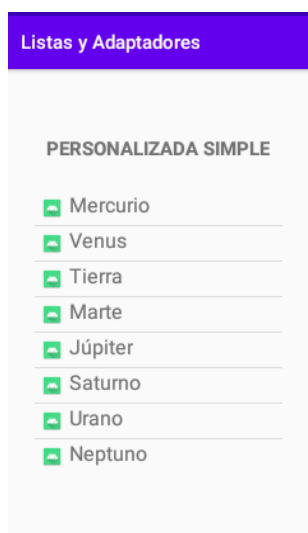 Listas y Adaptadores
PERSONALIZADA SIMPLE
Mercurio
Venus
Tierra
Marte
Júpiter
Saturno
Urano
Neptuno